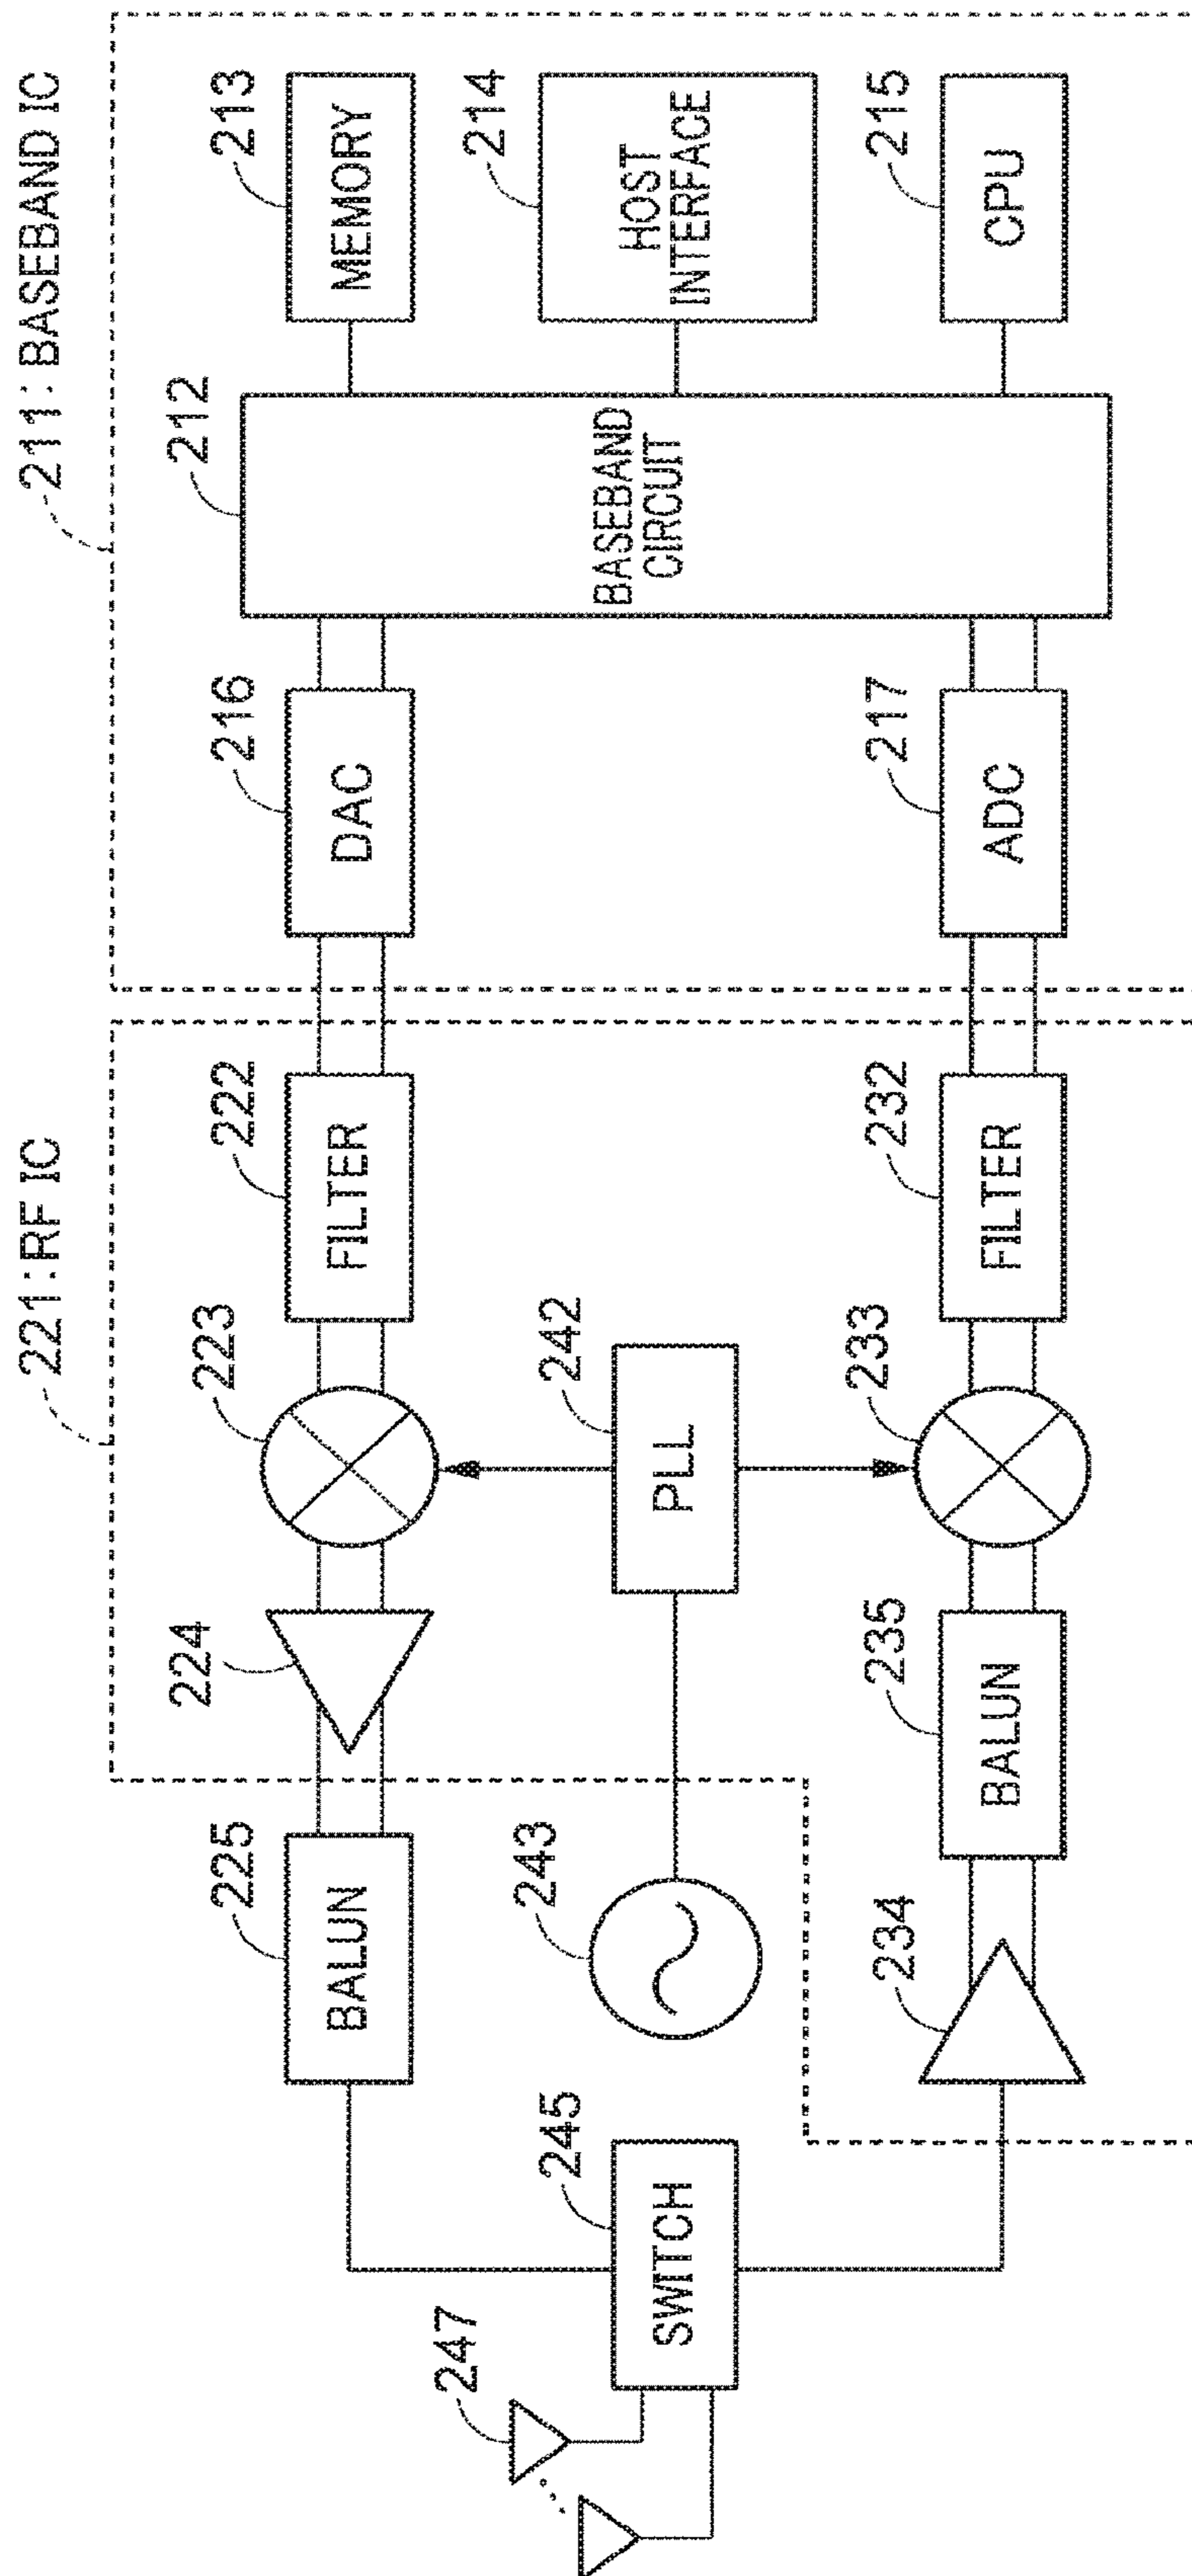 211: BASEBAND IC
213
MEMORY
214
HOST
INTERFACE
215
CPU
212
BASEBAND
CIRCUIT
216
DAC
217
ADC
221: RF IC
222
FILTER
232
FILTER
223
242
PLL
233
224
235
BALUN
225
BALUN
243
234
245
SWITCH
247